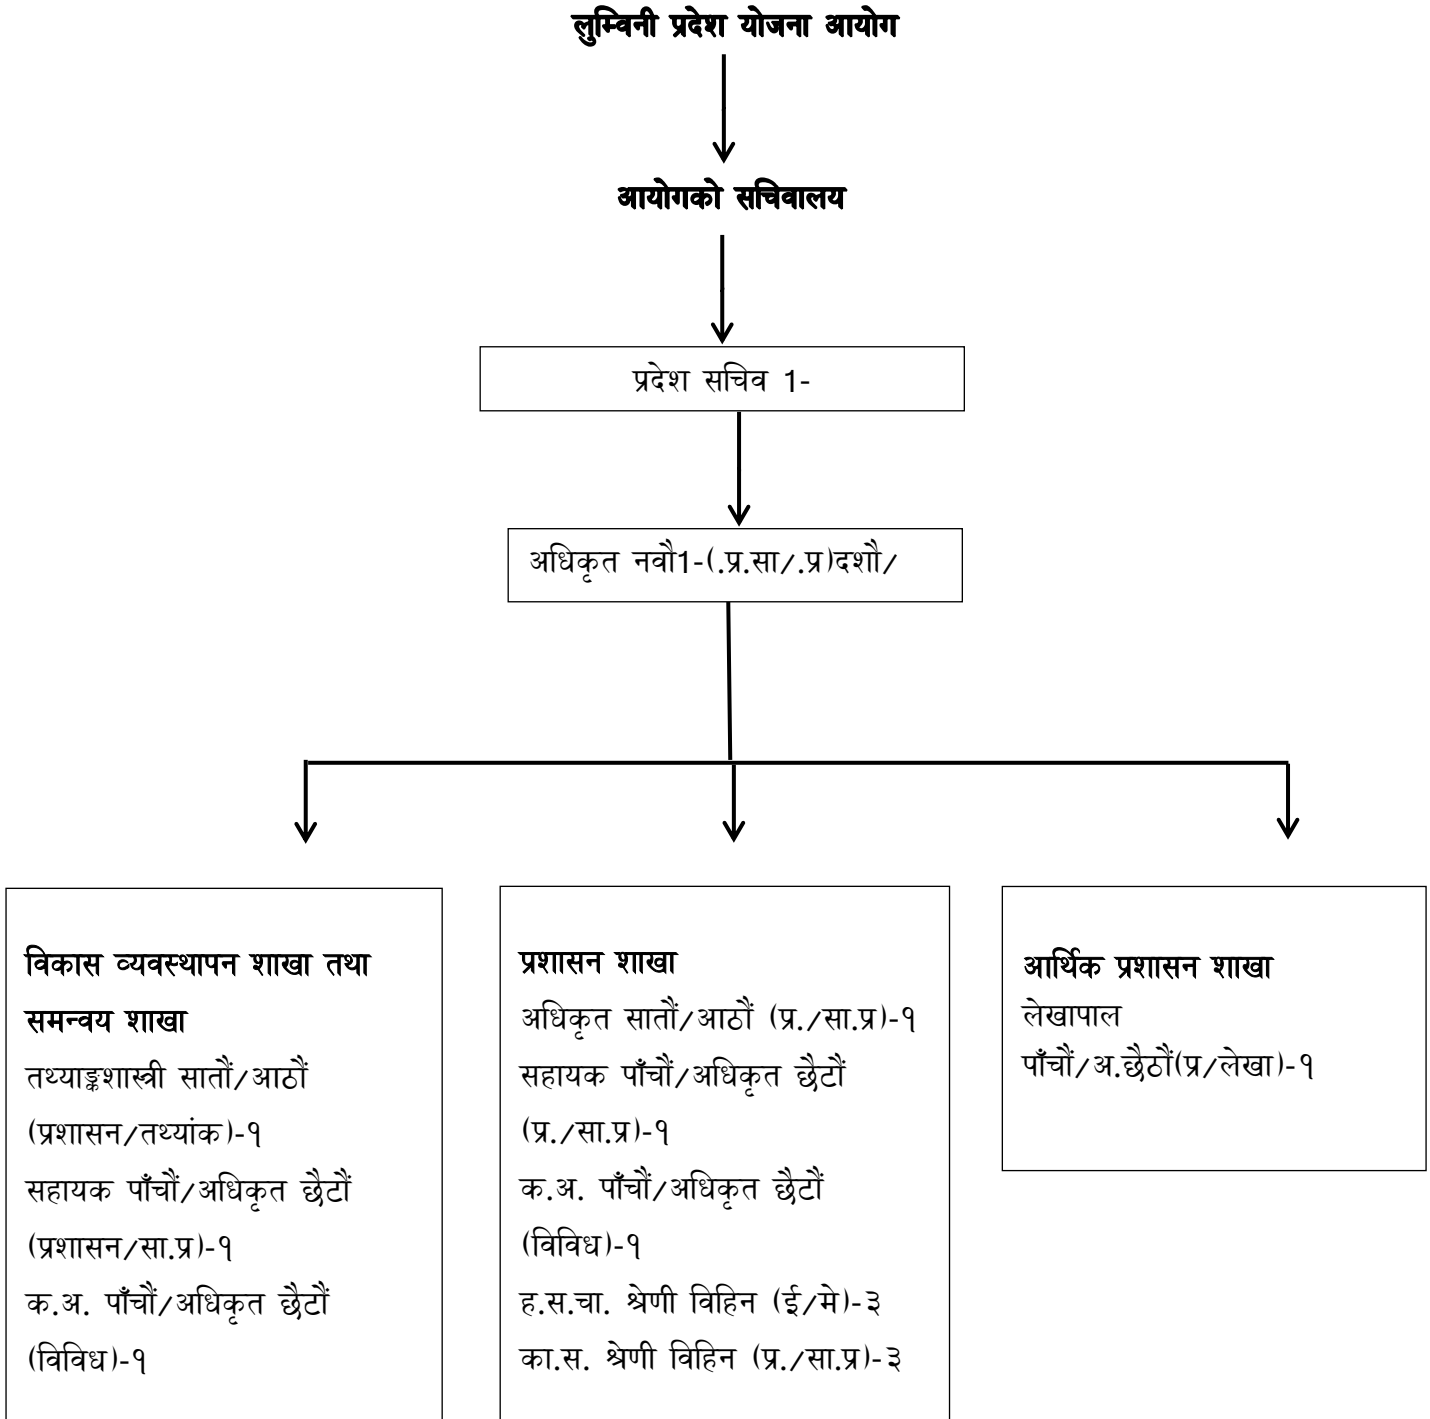 लुम्विनी प्रदेश योजना आयोग
आयोगको सचिवालय
प्रदेश सचिव 1-
अधिकृत नवौ1-(.प्र.सा/.प्र)दशौ/
विकास व्यवस्थापन शाखा तथा
समन्वय शाखा
तथ्याङ्कशास्त्री सातौं/आठौं
(प्रशासन/तथ्यांक)-१
सहायक पाँचौं/अधिकृत छैटौं
(प्रशासन/सा.प्र)-१
क.अ. पाँचौं/अधिकृत छैटौं
(विविध)-१
प्रशासन शाखा
अधिकृत सातौं/आठौं (प्र./सा.प्र)-१
सहायक पाँचौं/अधिकृत छैटौं
(प्र./सा.प्र)-१
क.अ. पाँचौं/अधिकृत छैटौं
(विविध)-१
ह.स.चा. श्रेणी विहिन (ई/मे)-३
का.स. श्रेणी विहिन (प्र./सा.प्र)-३
आर्थिक प्रशासन शाखा
लेखापाल
पाँचौं/अ.छैठौं(प्र/लेखा)-१